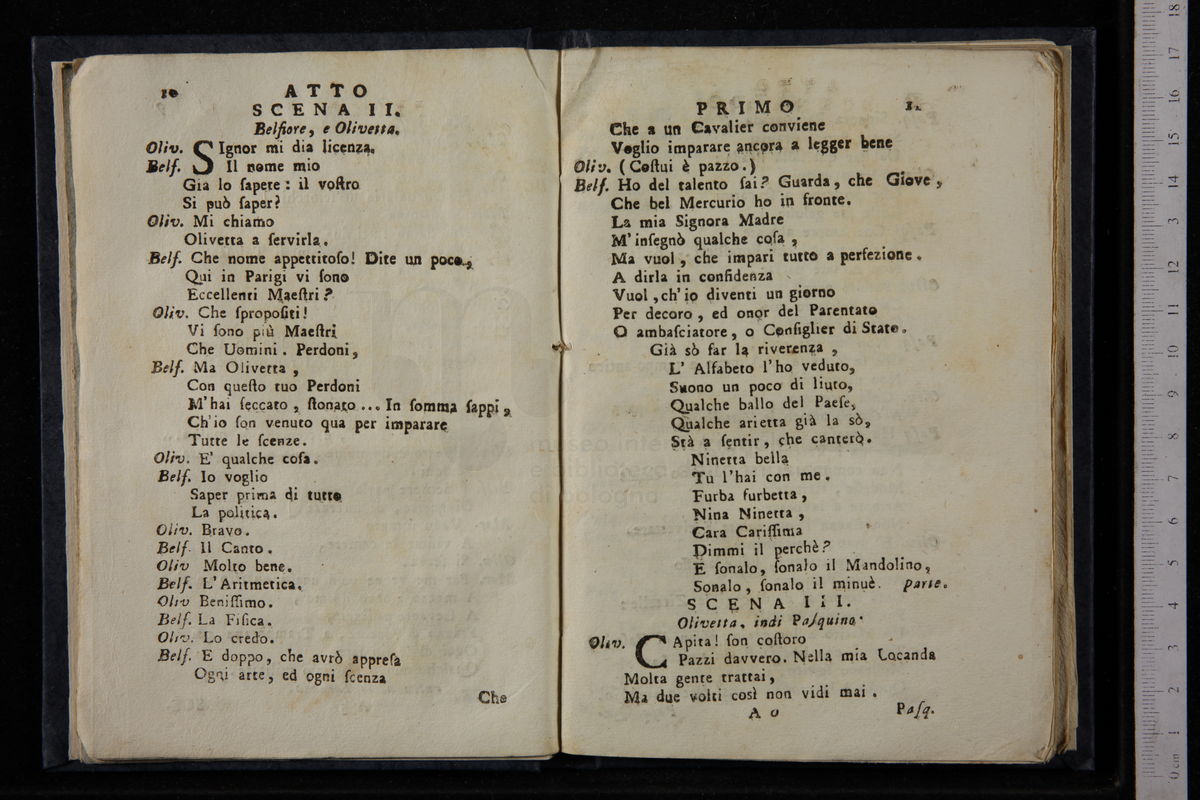 10 ATTO
SCENA II.
Belfiore, e Olivetta.
Oliv. SIgnor mi dia licenza.
Belf. Il nome mio
Gia lo ſapete: il voſtro
Si può ſaper?
Oliv. Mi chiamo
Olivetta a ſervirla.
Belf. Che nome appettitoſo! Dite un poco,
Qui in Parigi vi ſono
Eccellenti Maeſtri?
Oliv. Che ſpropoſiti!
Vi ſono più Maeſtri
Che Uomini. Perdoni,
Belf. Ma Olivetta,
Con queſto tuo Perdoni
M'hai ſeccato, ſtonato ... In ſomma ſappi,
Ch'io ſon venuto qua per imparare
Tutte le ſcenze.
Oliv. E' qualche coſa.
Belf. Io voglio
Saper prima di tutto
La politica.
Oliv. Bravo.
Belf. Il Canto.
Oliv Molto bene.
Belf. L'Aritmetica.
Oliv Beniſſimo.
Belf. La Fiſica.
Oliv. Lo credo.
Belf. E doppo, che avrò appreſa
Ogni arte, ed ogni ſcenza
Che
PRIMO
Che a un Cavalier conviene
Voglio imparare ancora a legger bene
Oliv. (Coſtui è pazzo.)
Belf. Ho del talento ſai? Guarda, che Giove,
Che bel Mercurio ho in fronte.
La mia Signora Madre
M'inſegnò qualche coſa,
Ma vuol, che impari tutto a perfezione.
A dirla in confidenza
Vuol, ch'io diventi un giorno
Per decoro, ed onor del Parentato
O ambaſciatore, o Conſiglier di Stato.
Già sò far la riverenza,
L' Alfabeto l'ho veduto,
Suono un poco di liuto,
Qualche ballo del Paeſe,
Qualche arietta già la sò,
Stà a ſentir, che canterò.
Ninetta bella
Tu l'hai con me.
Furba furbetta,
Nina Ninetta,
Cara Cariſſima
Dimmi il perchè?
E ſonalo, ſonalo il Mandolino,
Sonalo, ſonalo il minuè. parte.
SCENA III.
Olivetta, indi Paſquino.
Oliv. CApita! ſon coſtoro
Pazzi davvero. Nella mia Locanda
Molta gente trattai,
Ma due volti così non vidi mai.
A Paſq.